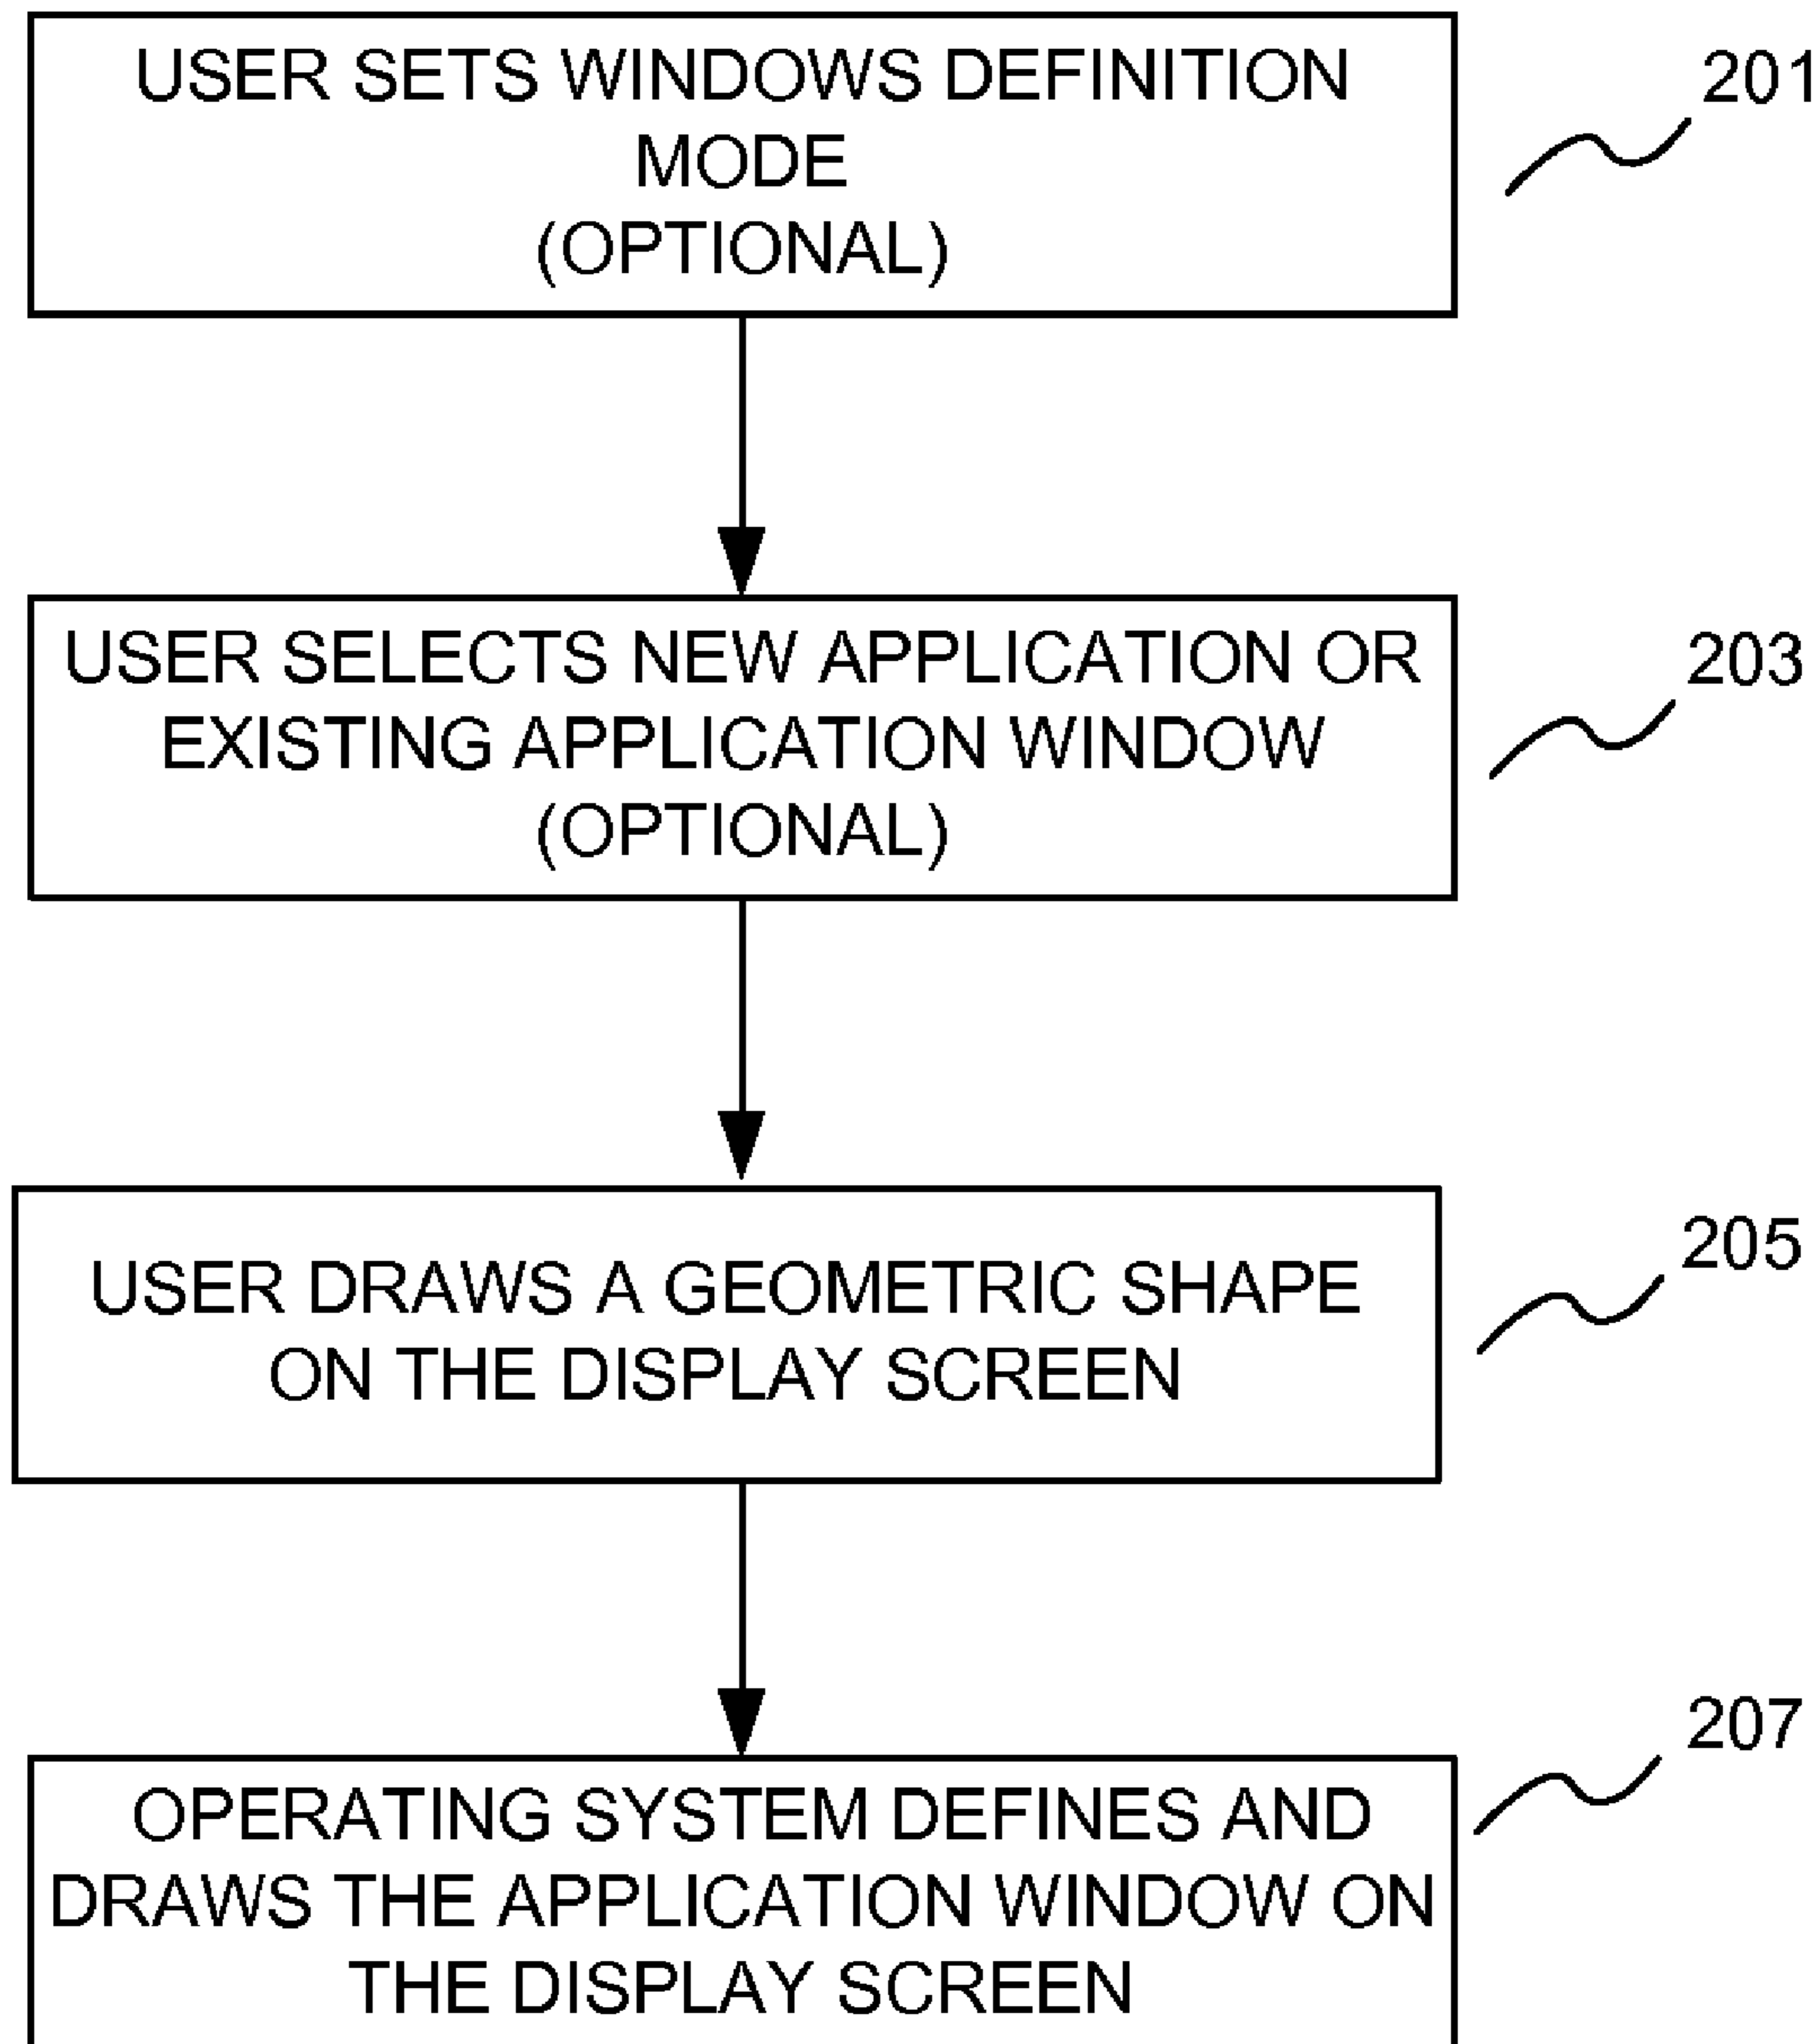 USER SETS WINDOWS DEFINITION
MODE
(OPTIONAL)
201
USER SELECTS NEW APPLICATION OR
EXISTING APPLICATION WINDOW
(OPTIONAL)
203
USER DRAWS A GEOMETRIC SHAPE
ON THE DISPLAY SCREEN
205
OPERATING SYSTEM DEFINES AND
DRAWS THE APPLICATION WINDOW ON
THE DISPLAY SCREEN
207